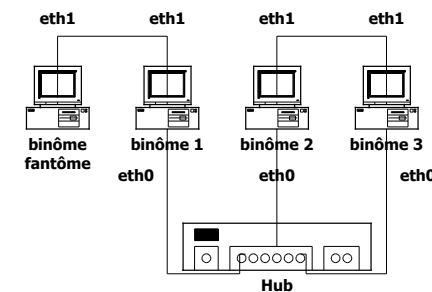 eth1 eth1 eth1 eth1
binôme fantôme
binôme 1 binôme 2 binôme 3
eth0 eth0 eth0
Hub